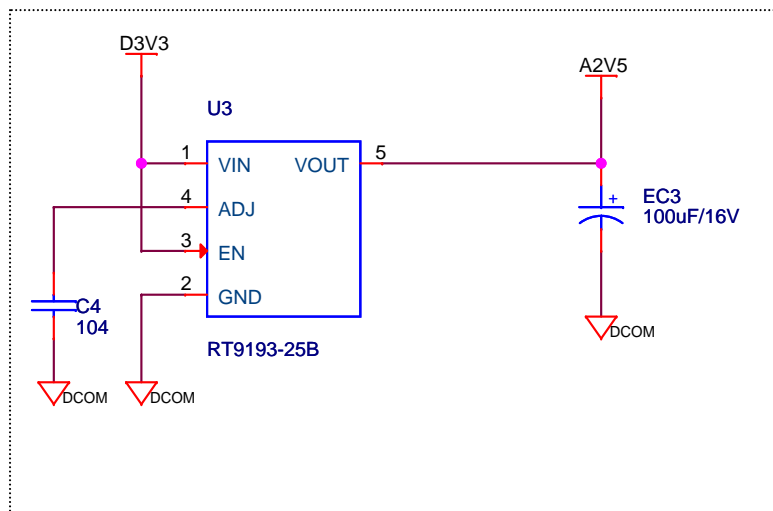 D3V3
A2V5
U3
1 VIN VOUT 5
4 ADJ
3 EN
2 GND
RT9193-25B
C4
104
+
EC3
100uF/16V
DCOM
DCOM
DCOM